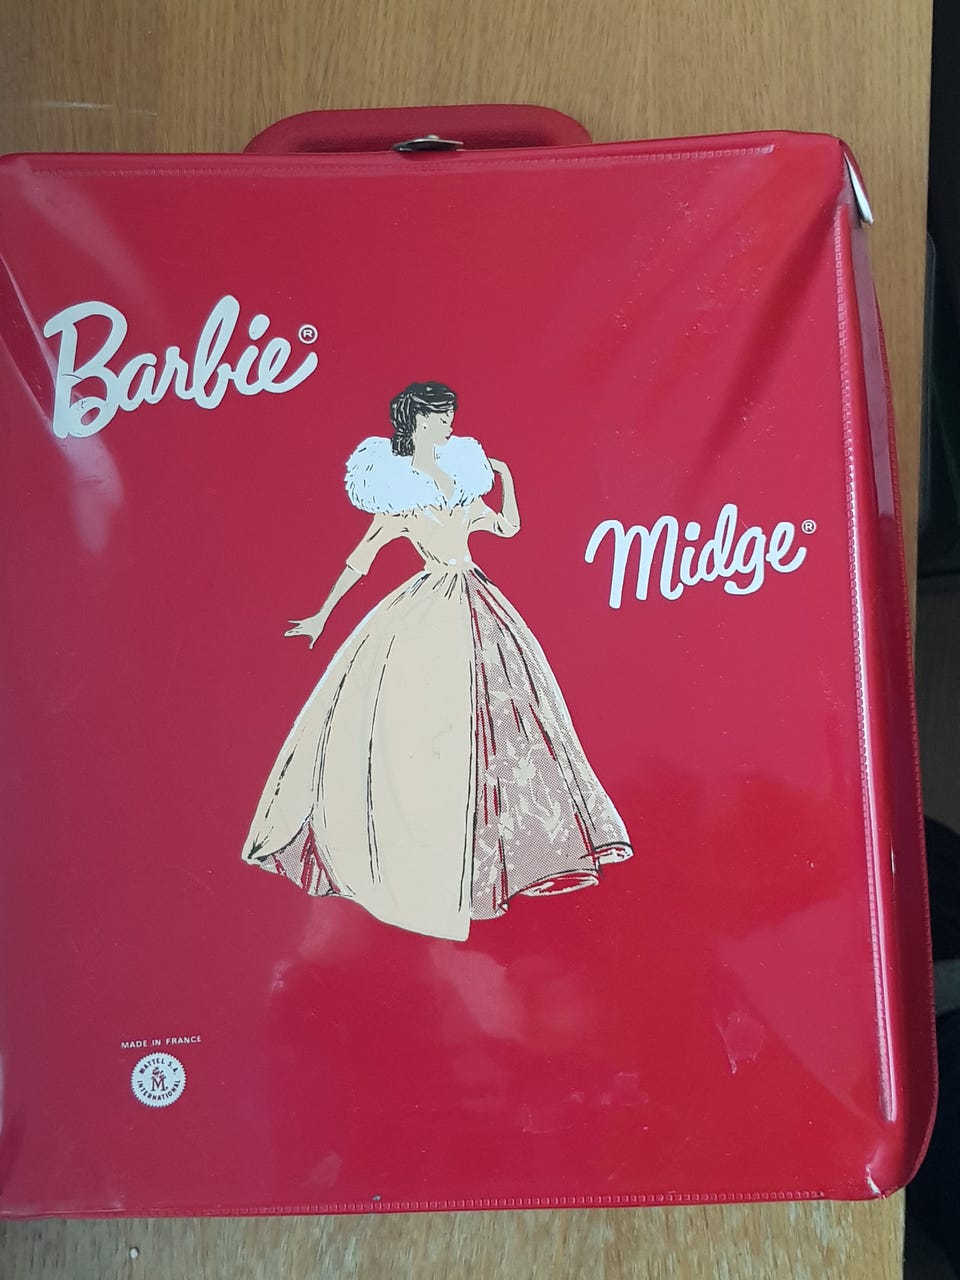 Barbie®
Midge®
MADE IN FRANCE
MATTEL S.A.
M
INTERNATIONAL